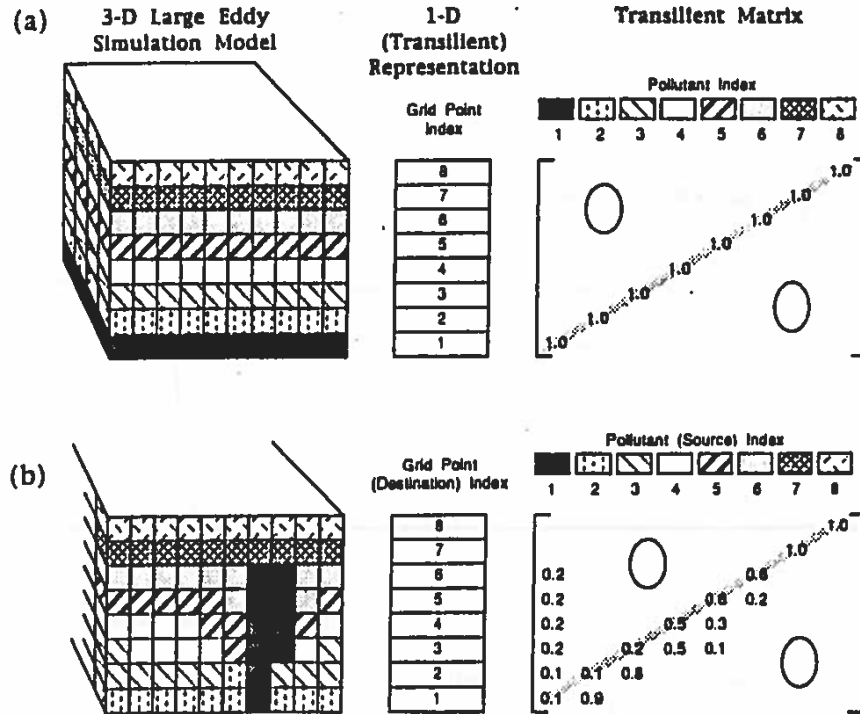 (a)
3-D Large Eddy
Simulation Model
1-D
(Transilient)
Representation
Transilient Matrix
Grid Point
Index
8
7
6
5
4
3
2
1
Pollutant Index
1 2 3 4 5 6 7 8
1.0
1.0
1.0
1.0
1.0
1.0
1.0
1.0
(b)
Grid Point
(Destination) Index
8
7
6
5
4
3
2
1
Pollutant (Source) Index
1 2 3 4 5 6 7 8
1.0
1.0
0.2 0.8
0.2 0.8 0.2
0.2 0.5 0.3
0.2 0.2 0.5 0.1
0.1 0.1 0.8
0.1 0.9